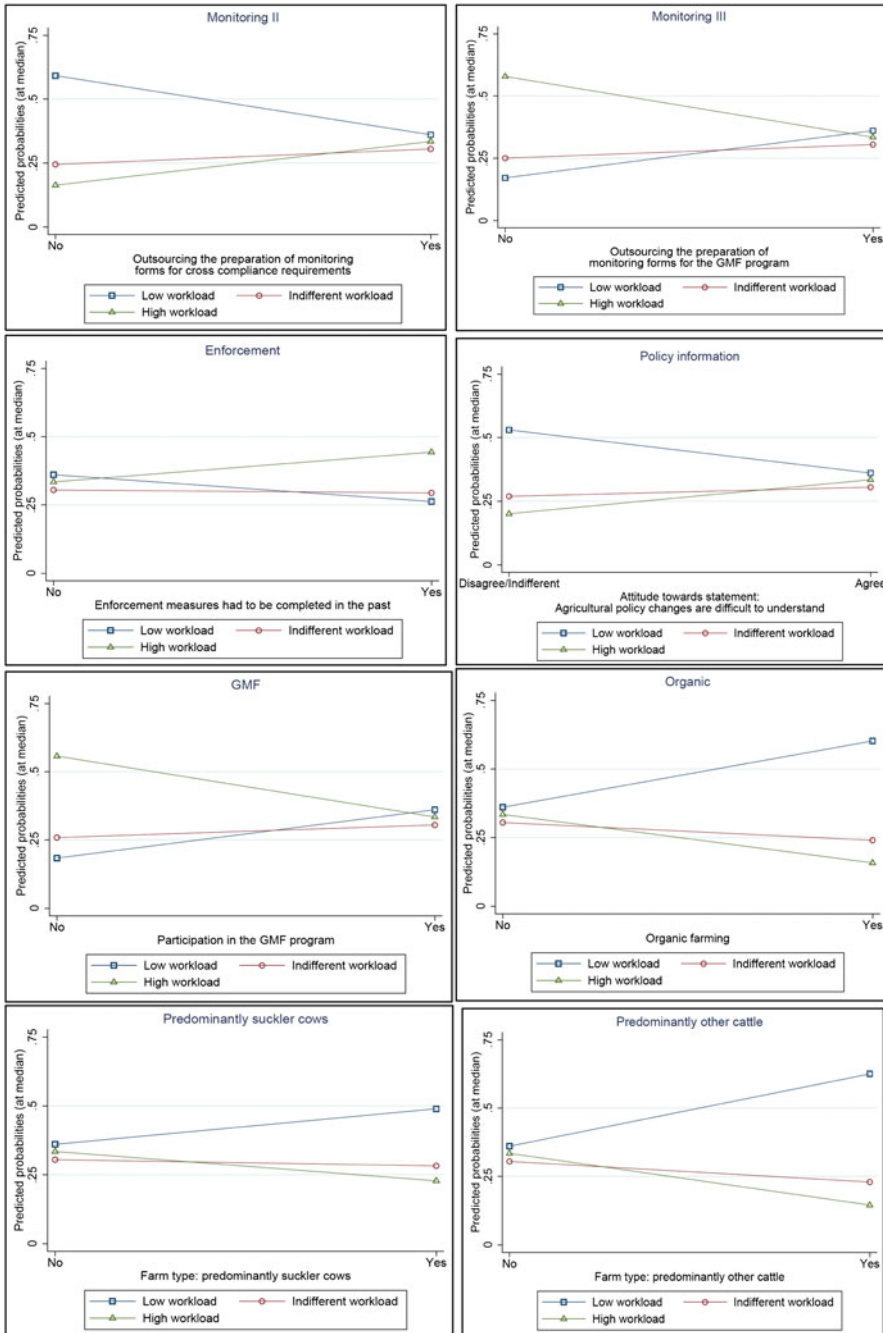 Monitoring II
Predicted probabilities (at median)
.75
.5
.25
0
No
Yes
Outsourcing the preparation of monitoring
forms for cross compliance requirements
Low workload
Indifferent workload
High workload
Monitoring III
Predicted probabilities (at median)
.75
.5
.25
0
No
Yes
Outsourcing the preparation of
monitoring forms for the GMF program
Low workload
Indifferent workload
High workload
Enforcement
Predicted probabilities (at median)
.75
.5
.25
0
No
Yes
Enforcement measures had to be completed in the past
Low workload
Indifferent workload
High workload
Policy information
Predicted probabilities (at median)
.75
.5
.25
0
Disagree/Indifferent
Agree
Attitude towards statement:
Agricultural policy changes are difficult to understand
Low workload
Indifferent workload
High workload
GMF
Predicted probabilities (at median)
.75
.5
.25
0
No
Yes
Participation in the GMF program
Low workload
Indifferent workload
High workload
Organic
Predicted probabilities (at median)
.75
.5
.25
0
No
Yes
Organic farming
Low workload
Indifferent workload
High workload
Predominantly suckler cows
Predicted probabilities (at median)
.75
.5
.25
0
No
Yes
Farm type: predominantly suckler cows
Low workload
Indifferent workload
High workload
Predominantly other cattle
Predicted probabilities (at median)
.75
.5
.25
0
No
Yes
Farm type: predominantly other cattle
Low workload
Indifferent workload
High workload